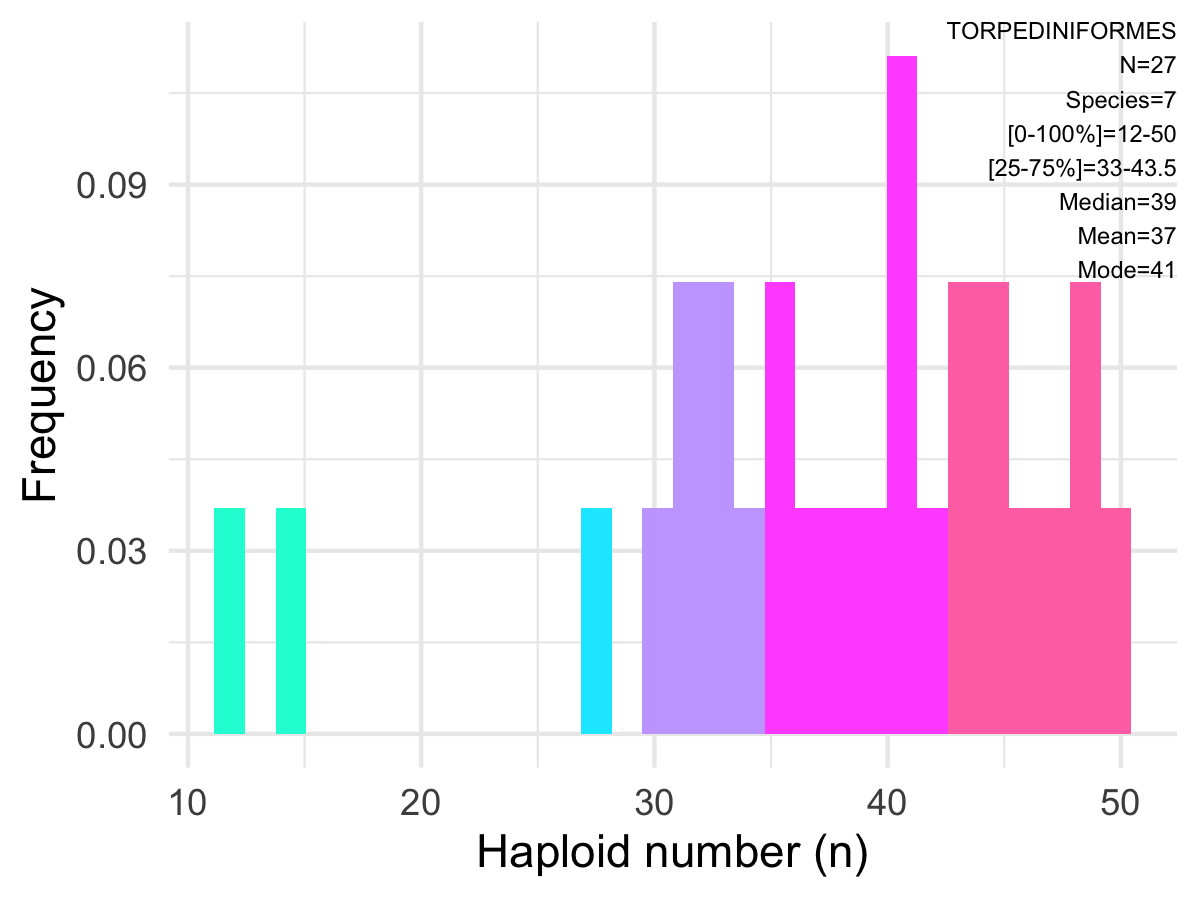 TORPEDINIFORMES
N=27
Species=7
[0-100%]=12-50
[25-75%]=33-43.5
Median=39
Mean=37
Mode=41
Frequency
0.09
0.06
0.03
0.00
10 20 30 40 50
Haploid number (n)